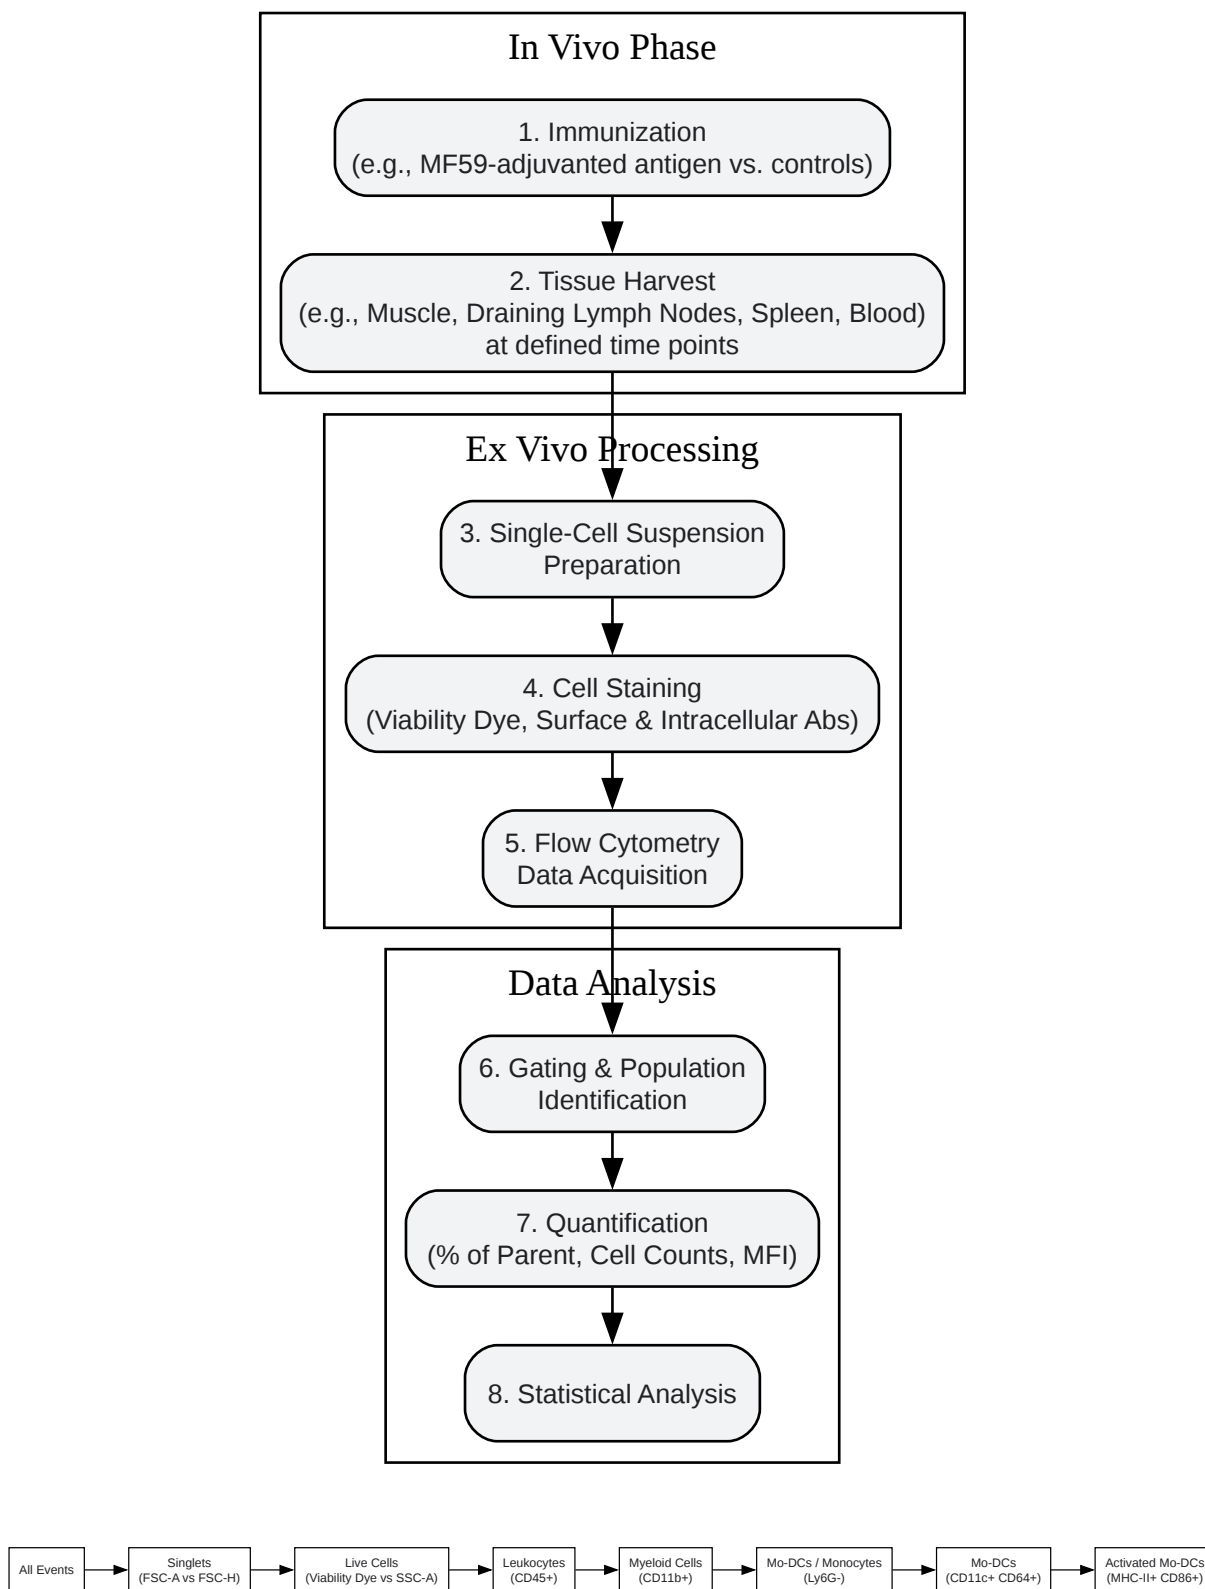 In Vivo Phase
1. Immunization
(e.g., MF59-adjuvanted antigen vs. controls)
2. Tissue Harvest
(e.g., Muscle, Draining Lymph Nodes, Spleen, Blood)
at defined time points
Ex Vivo Processing
3. Single-Cell Suspension
Preparation
4. Cell Staining
(Viability Dye, Surface & Intracellular Abs)
5. Flow Cytometry
Data Acquisition
Data Analysis
6. Gating & Population
Identification
7. Quantification
(% of Parent, Cell Counts, MFI)
8. Statistical Analysis
All Events
Singlets
(FSC-A vs FSC-H)
Live Cells
(Viability Dye vs SSC-A)
Leukocytes
(CD45+)
Myeloid Cells
(CD11b+)
Mo-DCs / Monocytes
(Ly6G-)
Mo-DCs
(CD11c+ CD64+)
Activated Mo-DCs
(MHC-II+ CD86+)